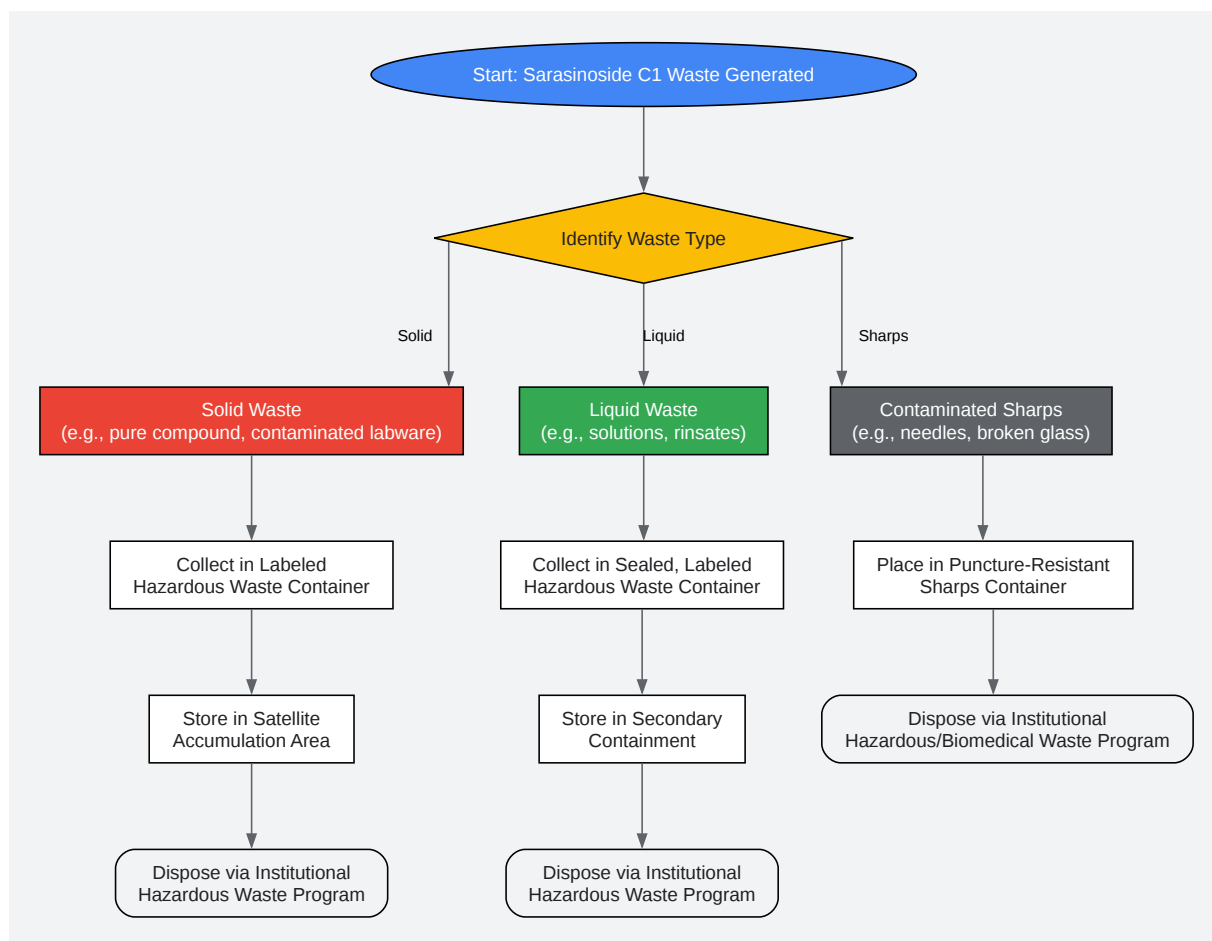 Start: Sarasinoside C1 Waste Generated
Identify Waste Type
Solid
Liquid
Sharps
Solid Waste
(e.g., pure compound, contaminated labware)
Liquid Waste
(e.g., solutions, rinsates)
Contaminated Sharps
(e.g., needles, broken glass)
Collect in Labeled
Hazardous Waste Container
Collect in Sealed, Labeled
Hazardous Waste Container
Place in Puncture-Resistant
Sharps Container
Store in Satellite
Accumulation Area
Store in Secondary
Containment
Dispose via Institutional
Hazardous/Biomedical Waste Program
Dispose via Institutional
Hazardous Waste Program
Dispose via Institutional
Hazardous Waste Program